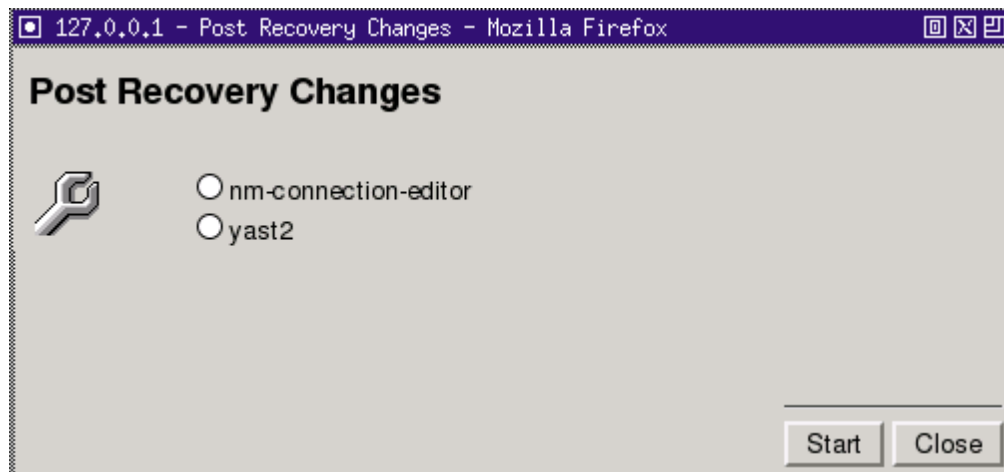 127.0.0.1 - Post Recovery Changes - Mozilla Firefox
Post Recovery Changes
nm-connection-editor
yast2
Start Close